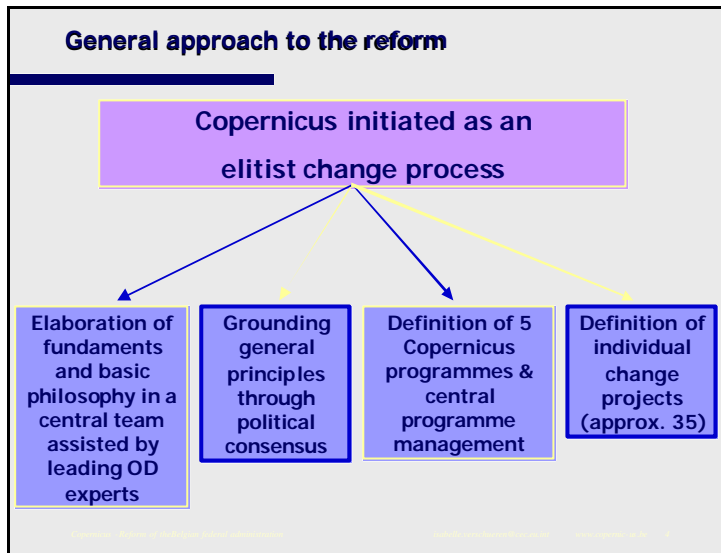 General approach to the reform
Copernicus initiated as an
elitist change process
Elaboration of
fundaments
and basic
philosophy in a
central team
assisted by
leading OD
experts
Grounding
general
principles
through
political
consensus
Definition of 5
Copernicus
programmes &
central
programme
management
Definition of
individual
change
projects
(approx. 35)